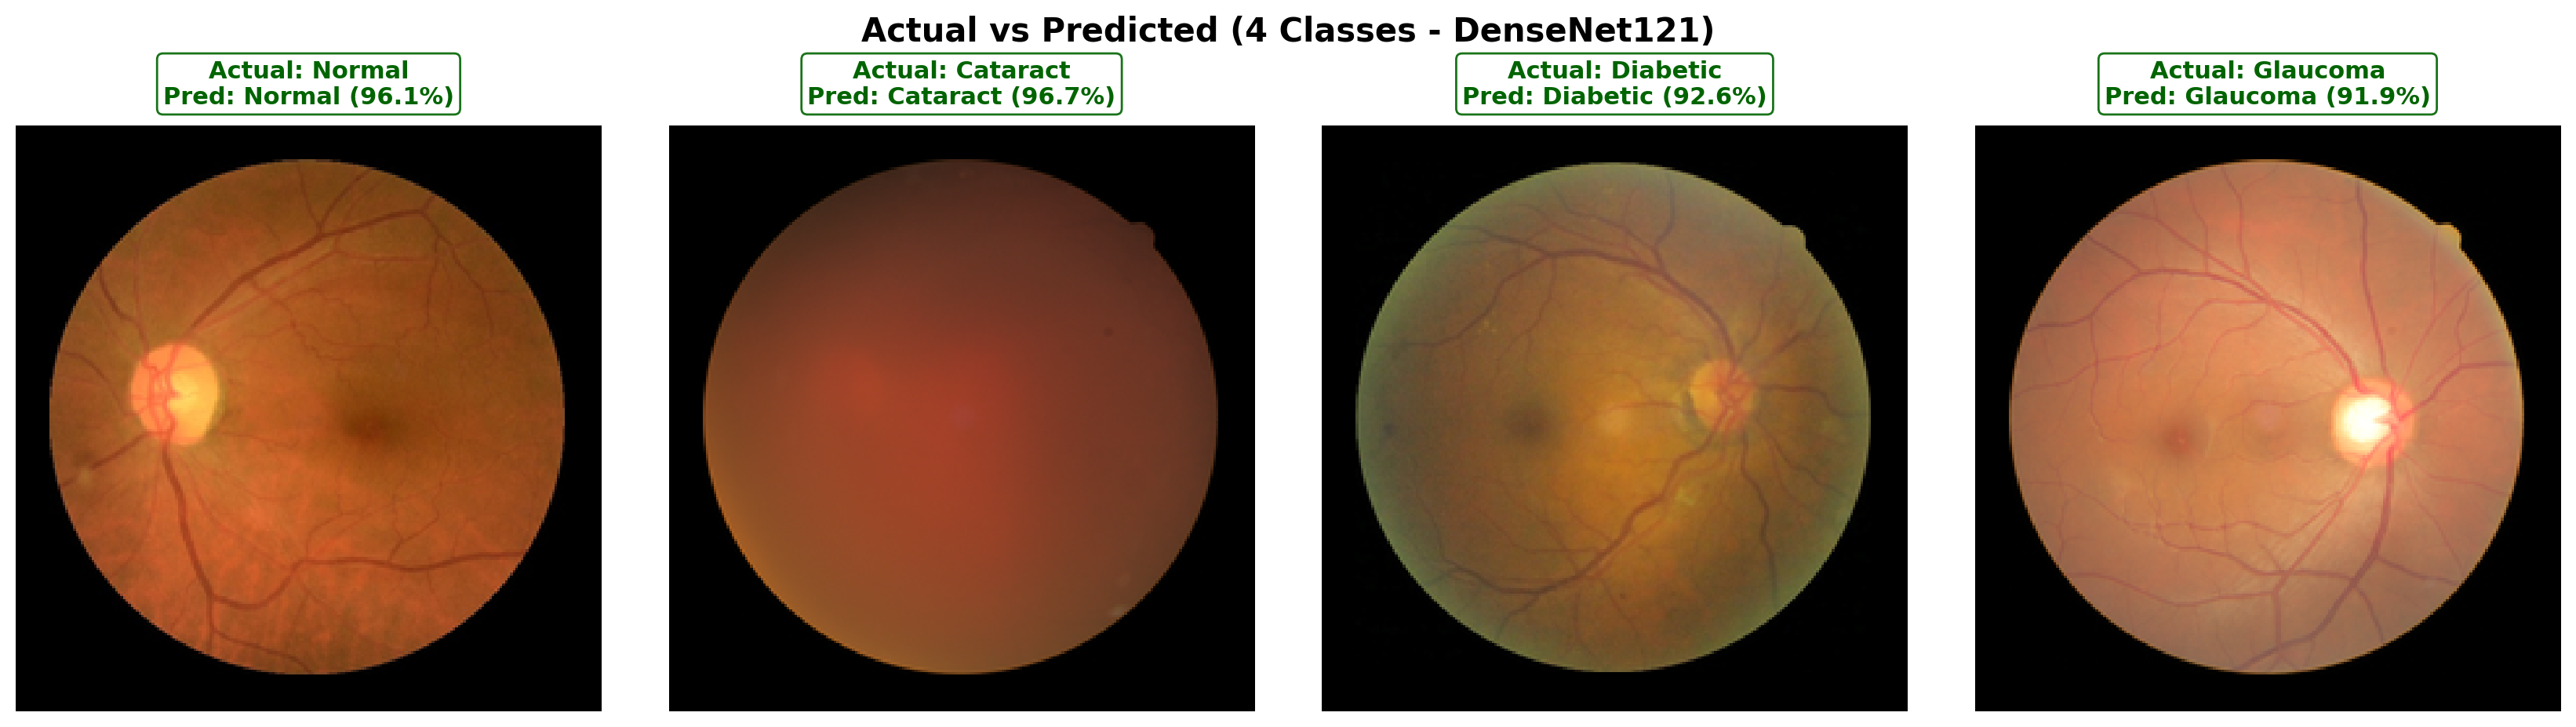 Actual vs Predicted (4 Classes - DenseNet121)
Actual: Normal
Pred: Normal (96.1%)
Actual: Cataract
Pred: Cataract (96.7%)
Actual: Diabetic
Pred: Diabetic (92.6%)
Actual: Glaucoma
Pred: Glaucoma (91.9%)